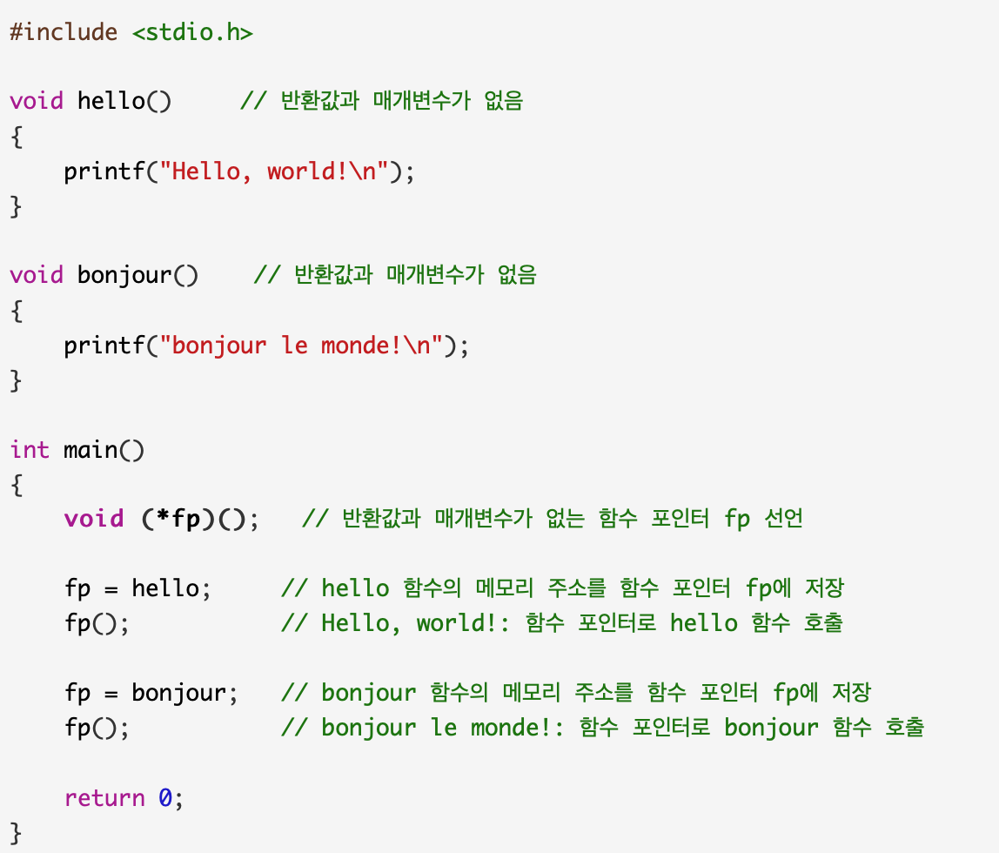 #include <stdio.h>
void hello()     // 반환값과 매개변수가 없음
{
    printf("Hello, world!\n");
}
void bonjour()    // 반환값과 매개변수가 없음
{
    printf("bonjour le monde!\n");
}
int main()
{
    void (*fp)();   // 반환값과 매개변수가 없는 함수 포인터 fp 선언
    fp = hello;     // hello 함수의 메모리 주소를 함수 포인터 fp에 저장
    fp();           // Hello, world!: 함수 포인터로 hello 함수 호출
    fp = bonjour;   // bonjour 함수의 메모리 주소를 함수 포인터 fp에 저장
    fp();           // bonjour le monde!: 함수 포인터로 bonjour 함수 호출
    return 0;
}